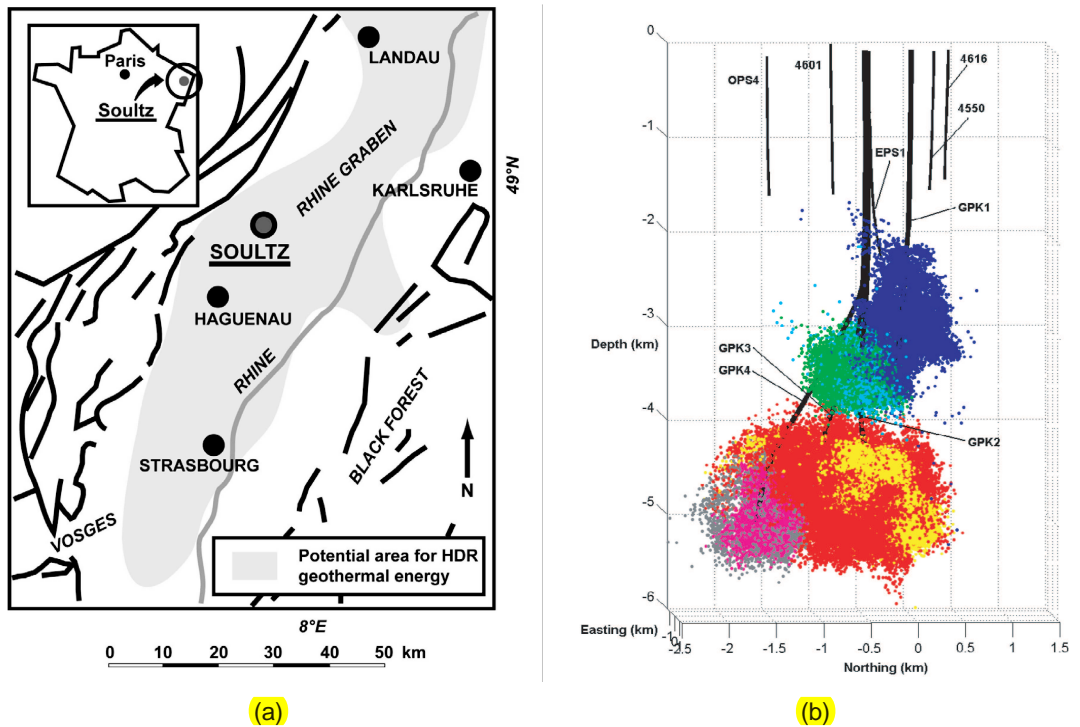 Paris
Soultz
LANDAU
RHINE GRABEN
KARLSRUHE
49°N
SOULTZ
HAGUENAU
RHINE
BLACK FOREST
STRASBOURG
N
VOSGES
Potential area for HDR
geothermal energy
8°E
0 10 20 30 40 50 km
(a)
0
OPS4
4601
4616
4550
-1
EPS1
GPK1
-2
-3
Depth (km)
GPK3
GPK4
-4
GPK2
-5
-6
Easting (km)
-2.5 -2 -1.5 -1 -0.5 0 0.5 1 1.5
Northing (km)
(b)